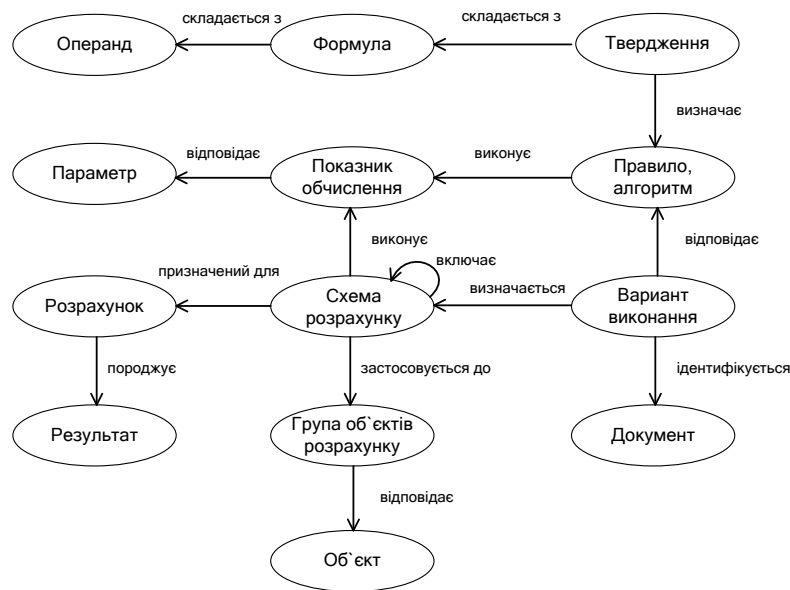 складається з
складається з
Операнд
Формула
Твердження
визначає
відповідає
виконує
Параметр
Показник
обчислення
Правило,
алгоритм
виконує
включає
відповідає
призначений для
визначається
Розрахунок
Схема
розрахунку
Вариант
виконання
породжує
застосовується до
ідентифікується
Результат
Група об`єктів
розрахунку
Документ
відповідає
Об`єкт